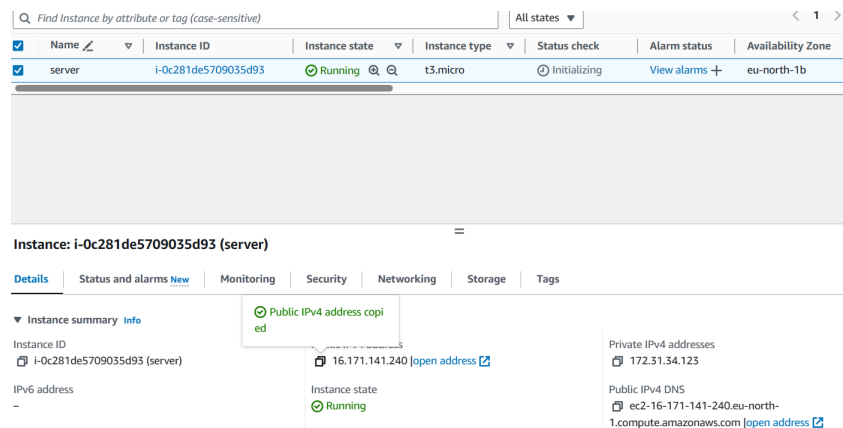 Find Instance by attribute or tag (case-sensitive) All states 1
Name Instance ID Instance state Instance type Status check Alarm status Availability Zone
server i-0c281de5709035d93 Running t3.micro Initializing View alarms + eu-north-1b
Instance: i-0c281de5709035d93 (server)
Details Status and alarms New Monitoring Security Networking Storage Tags
Public IPv4 address copi
ed
Instance summary Info
Instance ID Private IPv4 addresses
i-0c281de5709035d93 (server) 16.171.141.240 |open address 172.31.34.123
IPv6 address Instance state Public IPv4 DNS
– Running ec2-16-171-141-240.eu-north-
1.compute.amazonaws.com |open address